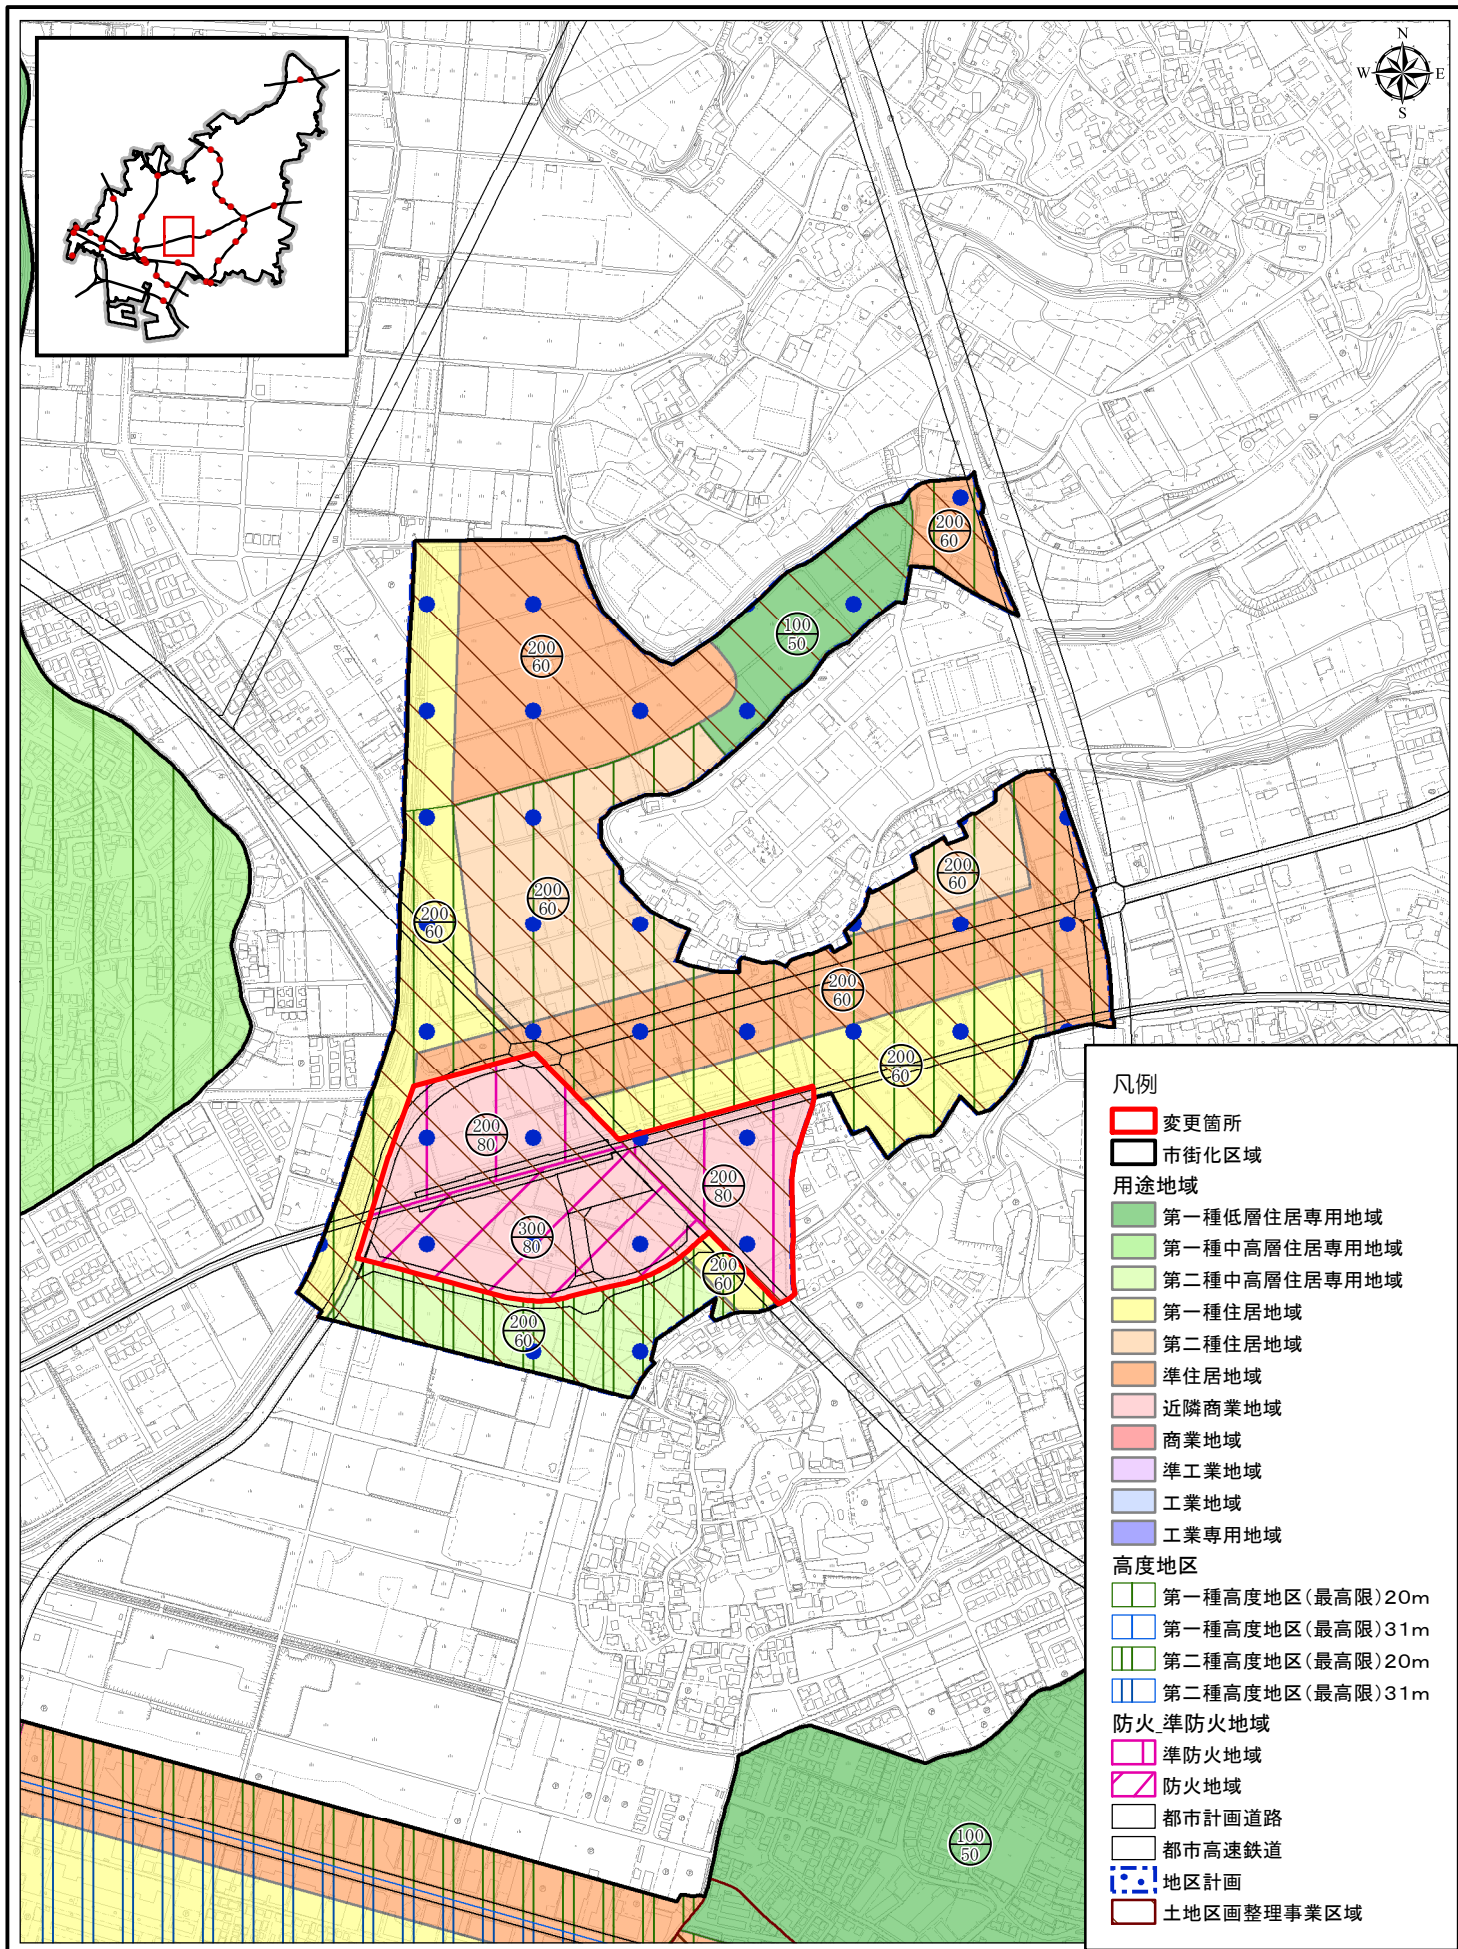 N
W E
S
200
60
100
50
200
60
200
60
200
60
200
60
200
60
200
60
200
80
200
80
300
80
200
60
200
60
100
50
凡例
変更箇所
市街化区域
用途地域
第一種低層住居専用地域
第一種中高層住居専用地域
第二種中高層住居専用地域
第一種住居地域
第二種住居地域
準住居地域
近隣商業地域
商業地域
準工業地域
工業地域
工業専用地域
高度地区
第一種高度地区(最高限)20m
第一種高度地区(最高限)31m
第二種高度地区(最高限)20m
第二種高度地区(最高限)31m
防火_準防火地域
準防火地域
防火地域
都市計画道路
都市高速鉄道
地区計画
土地区画整理事業区域